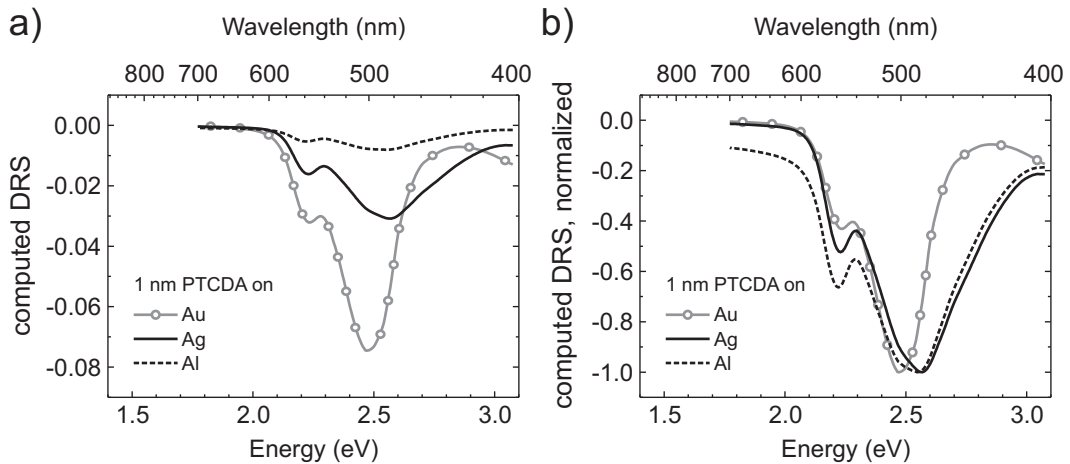 a)
Wavelength (nm)
800 700 600 500 400
computed DRS
0.00
-0.02
-0.04
-0.06
-0.08
1 nm PTCDA on
Au
Ag
Al
1.5 2.0 2.5 3.0
Energy (eV)
b)
Wavelength (nm)
800 700 600 500 400
computed DRS, normalized
0.0
-0.2
-0.4
-0.6
-0.8
-1.0
1 nm PTCDA on
Au
Ag
Al
1.5 2.0 2.5 3.0
Energy (eV)